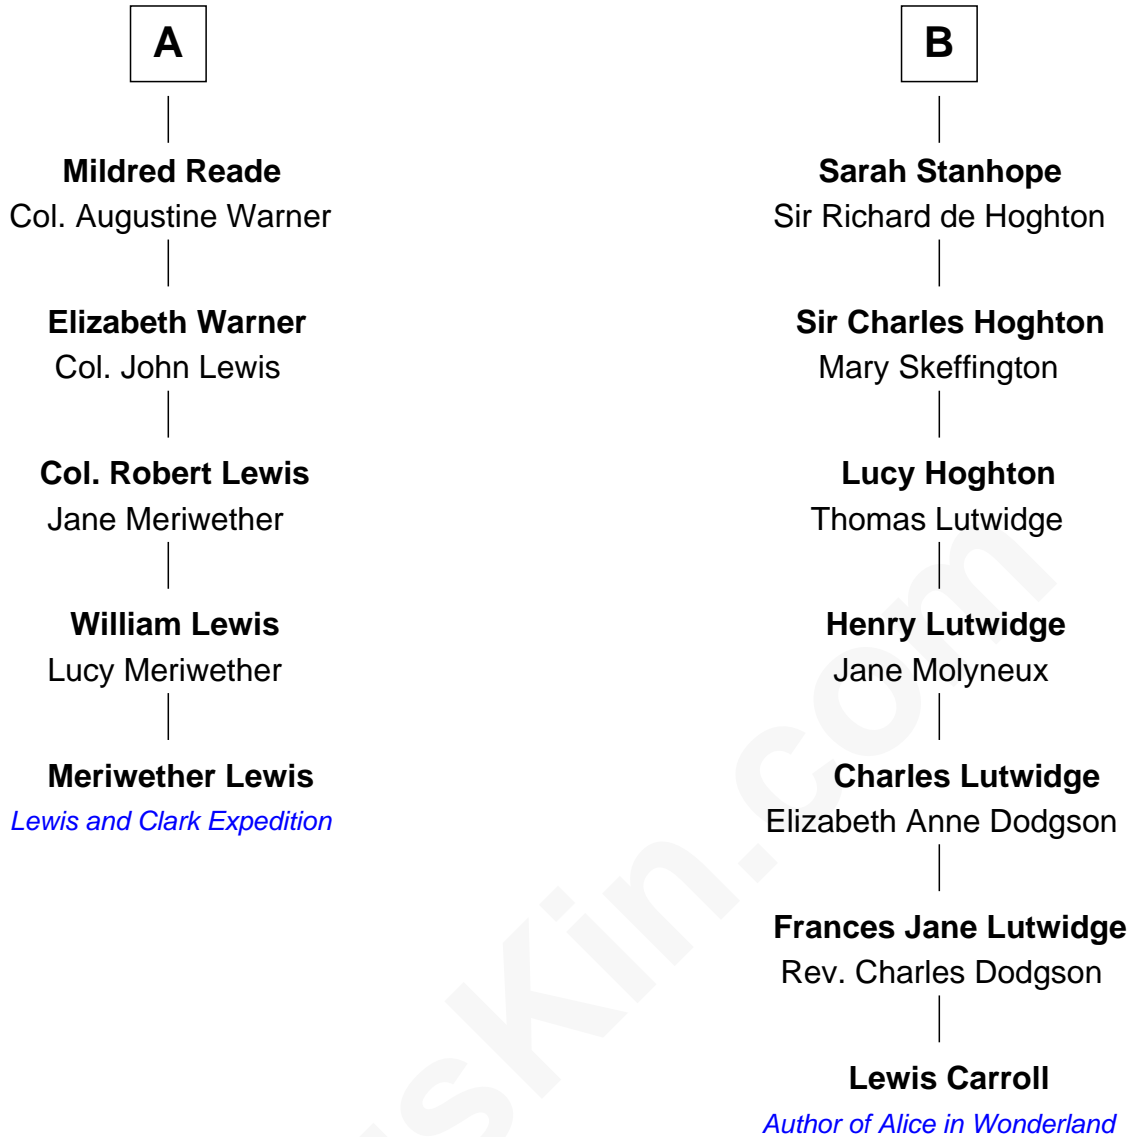 A
Mildred Reade
Col. Augustine Warner
Elizabeth Warner
Col. John Lewis
Col. Robert Lewis
Jane Meriwether
William Lewis
Lucy Meriwether
Meriwether Lewis
Lewis and Clark Expedition
B
Sarah Stanhope
Sir Richard de Hoghton
Sir Charles Hoghton
Mary Skeffington
Lucy Hoghton
Thomas Lutwidge
Henry Lutwidge
Jane Molyneux
Charles Lutwidge
Elizabeth Anne Dodgson
Frances Jane Lutwidge
Rev. Charles Dodgson
Lewis Carroll
Author of Alice in Wonderland
sKin.com